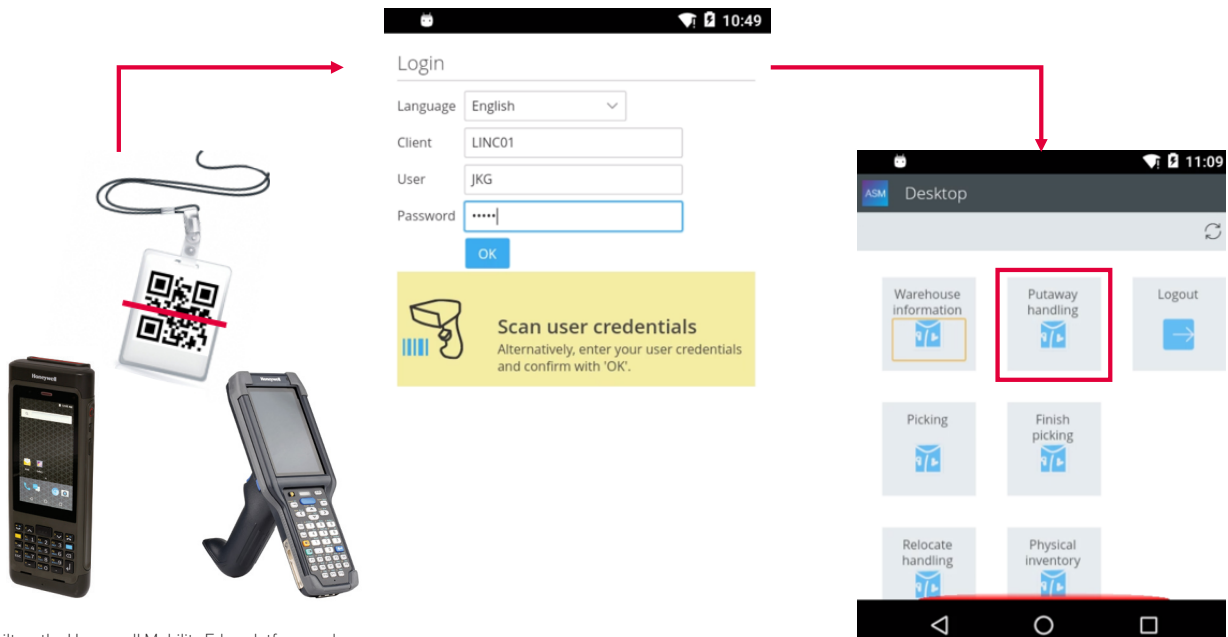 10:49
Login
Language English
Client LINC01
User JKG
Password •••••
OK
Scan user credentials
Alternatively, enter your user credentials
and confirm with 'OK'.
11:09
ASM Desktop
Warehouse
information
Putaway
handling
Logout
Picking
Finish
picking
Relocate
handling
Physical
inventory
Honeywell